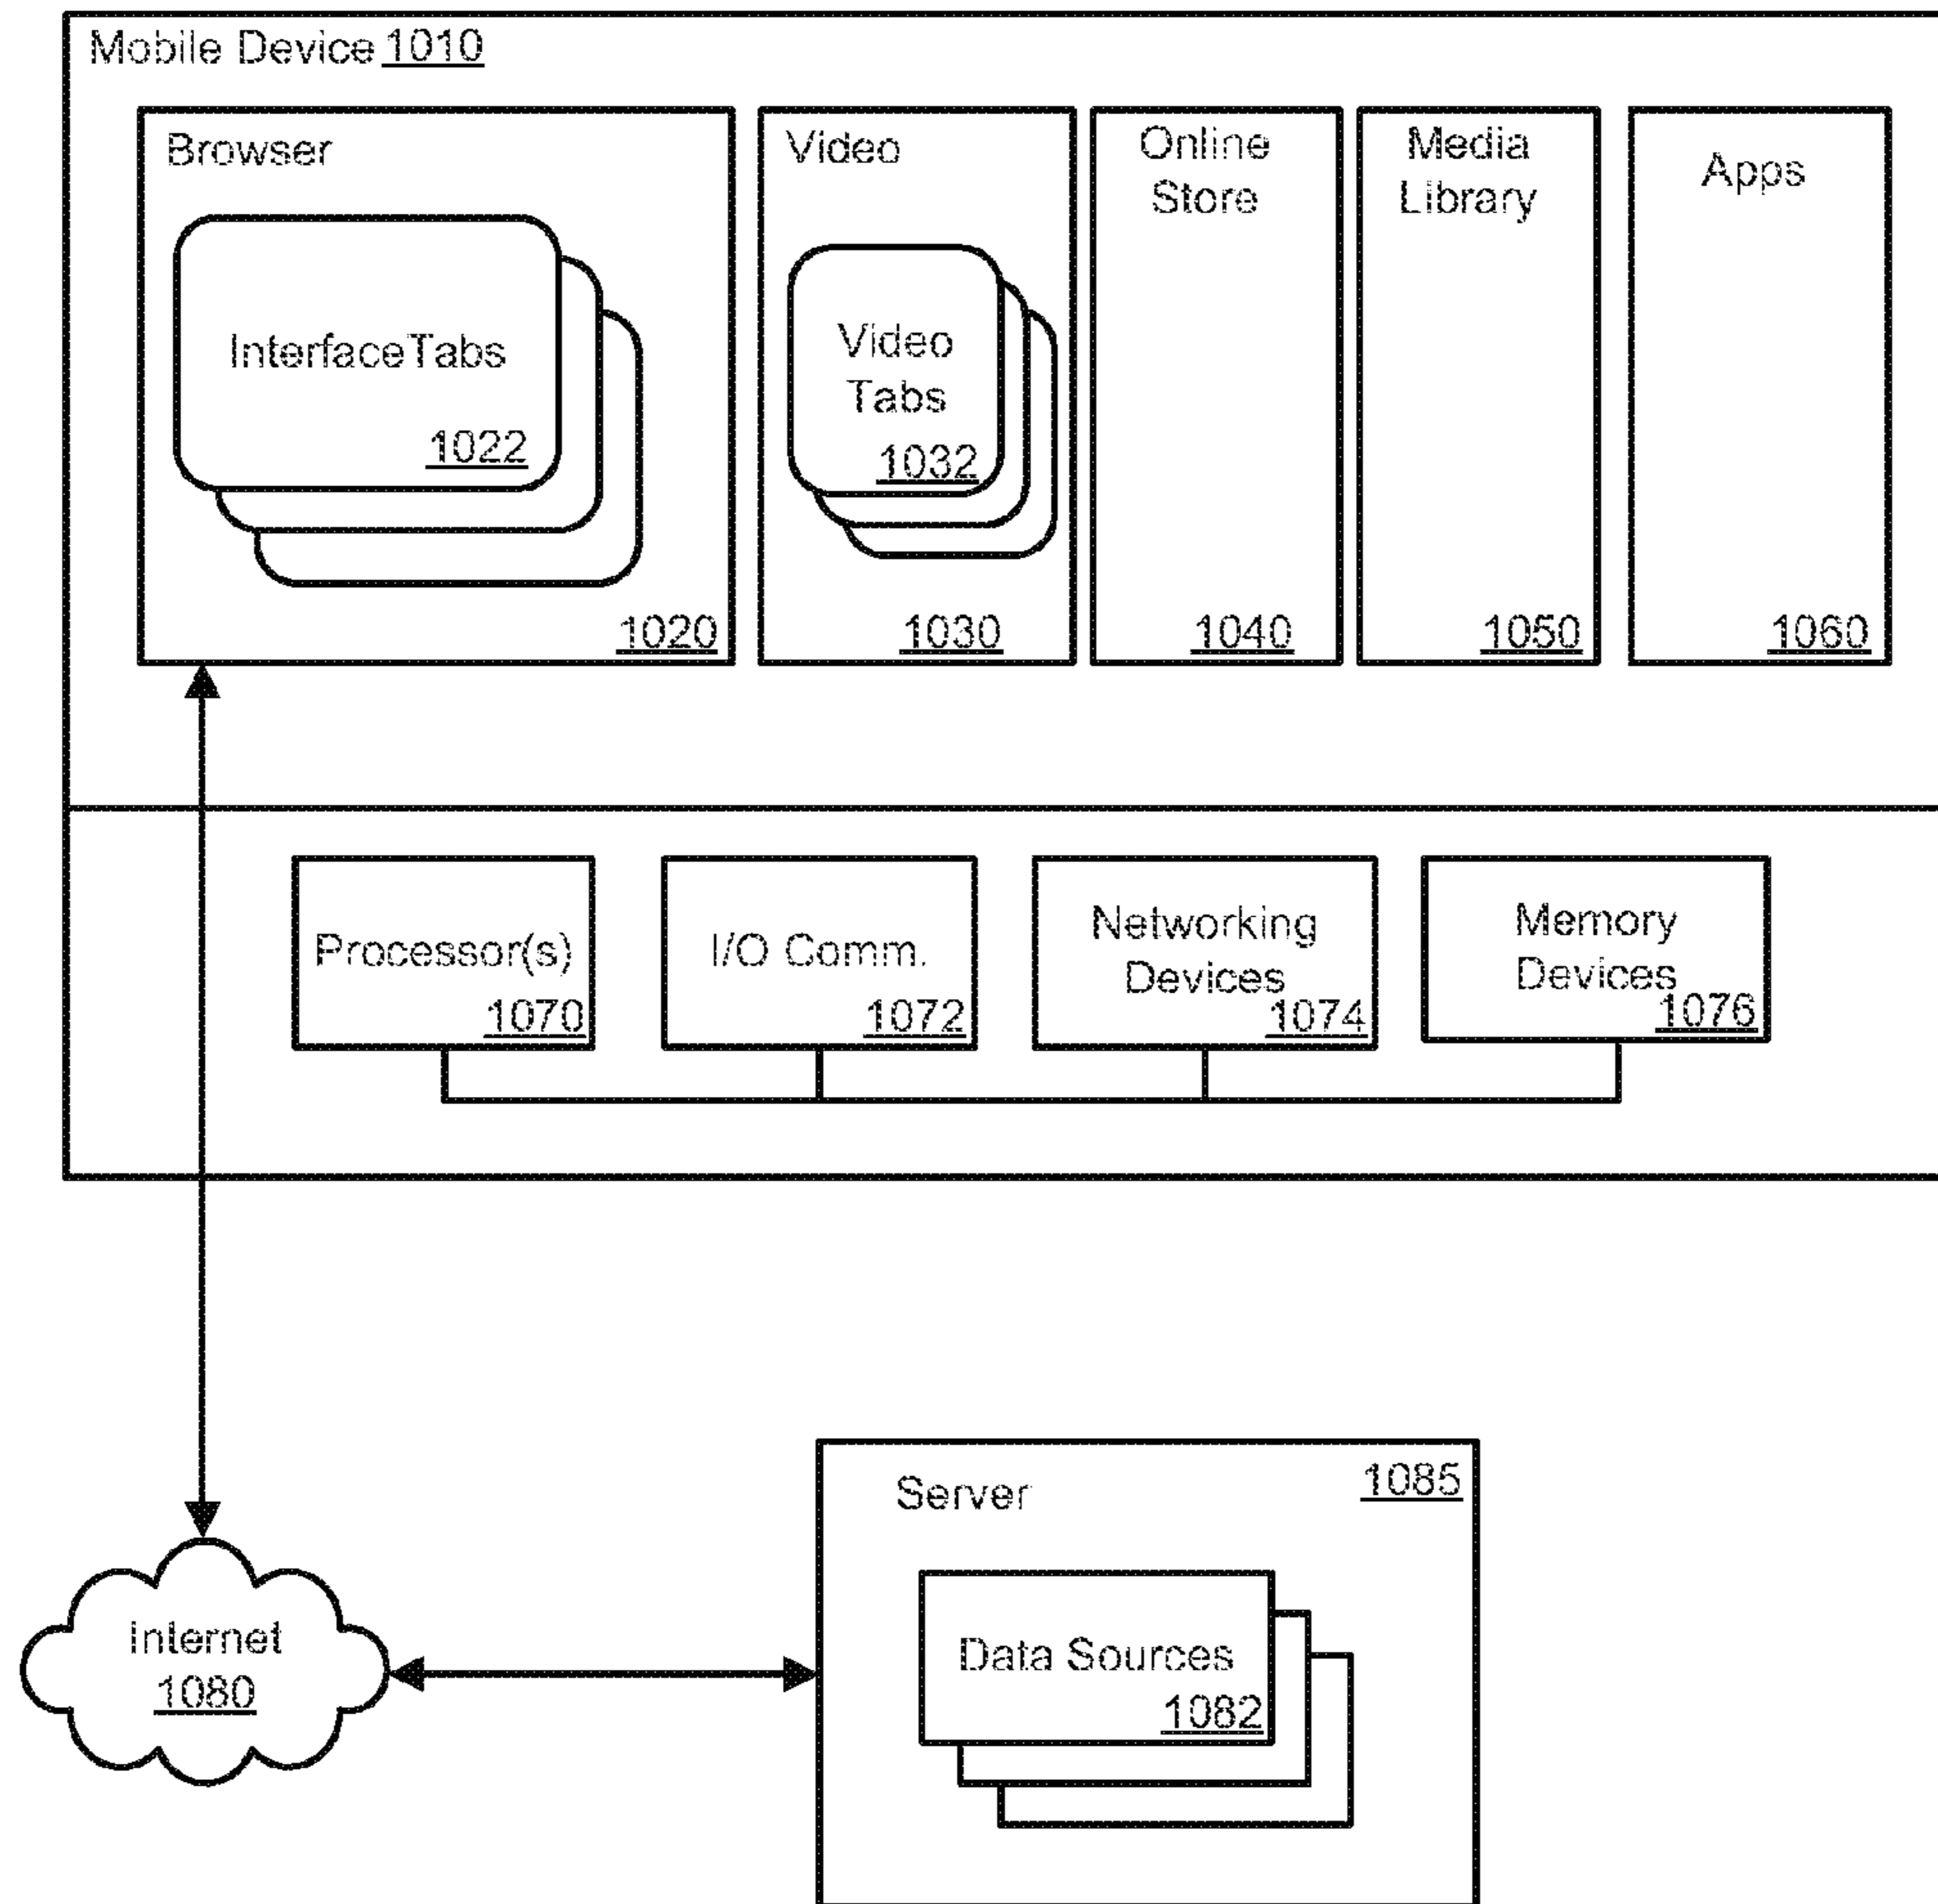 Mobile Device 1010
Browser
InterfaceTabs
1022
1020
Video
Video
Tabs
1032
1030
Online
Store
1040
Media
Library
1050
Apps
1060
Processor(s)
1070
I/O Comm.
1072
Networking
Devices
1074
Memory
Devices
1076
Internet
1080
Server
1085
Data Sources
1082